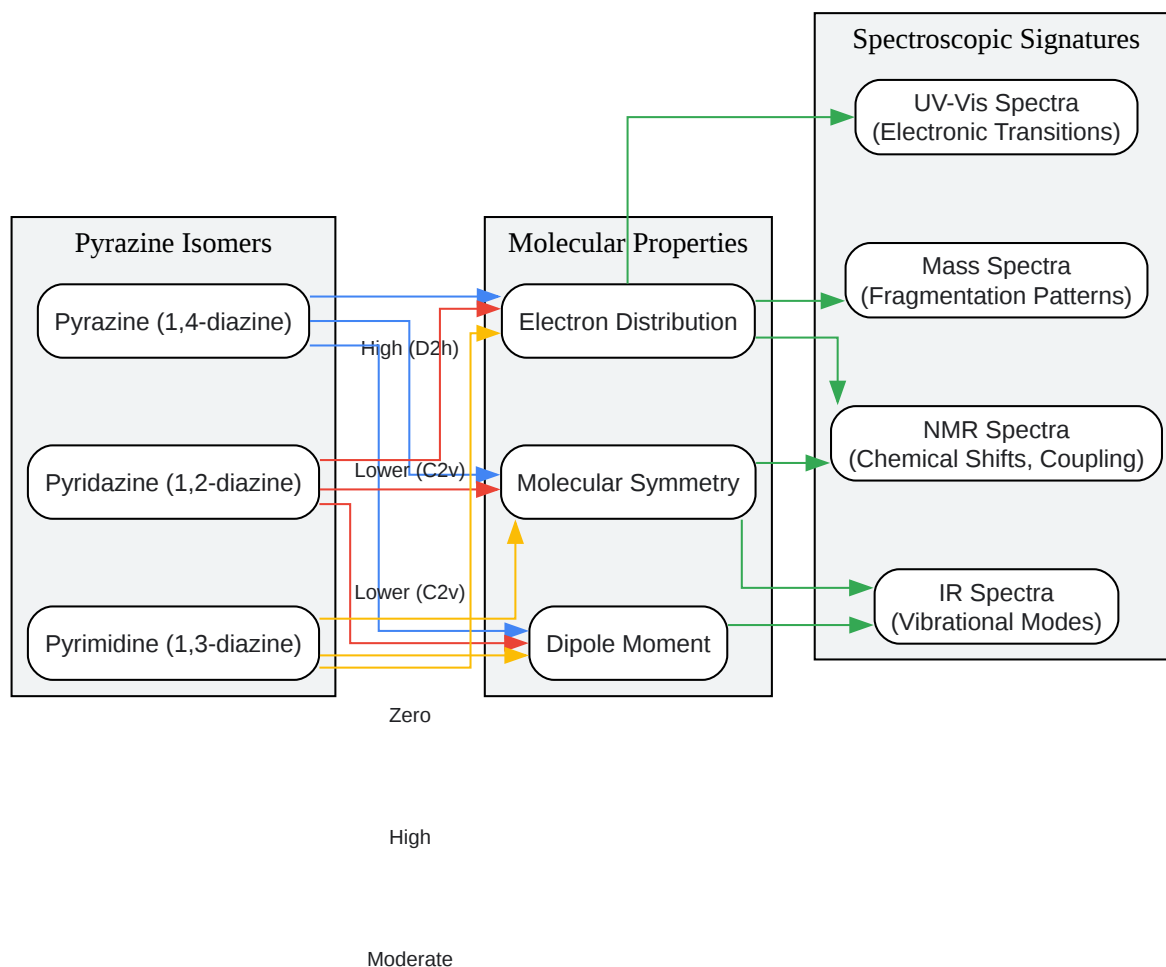 Spectroscopic Signatures
UV-Vis Spectra
(Electronic Transitions)
Pyrazine Isomers
Molecular Properties
Mass Spectra
(Fragmentation Patterns)
Pyrazine (1,4-diazine)
Electron Distribution
High (D2h)
NMR Spectra
(Chemical Shifts, Coupling)
Pyridazine (1,2-diazine)
Lower (C2v)
Molecular Symmetry
Lower (C2v)
IR Spectra
(Vibrational Modes)
Pyrimidine (1,3-diazine)
Dipole Moment
Zero
High
Moderate